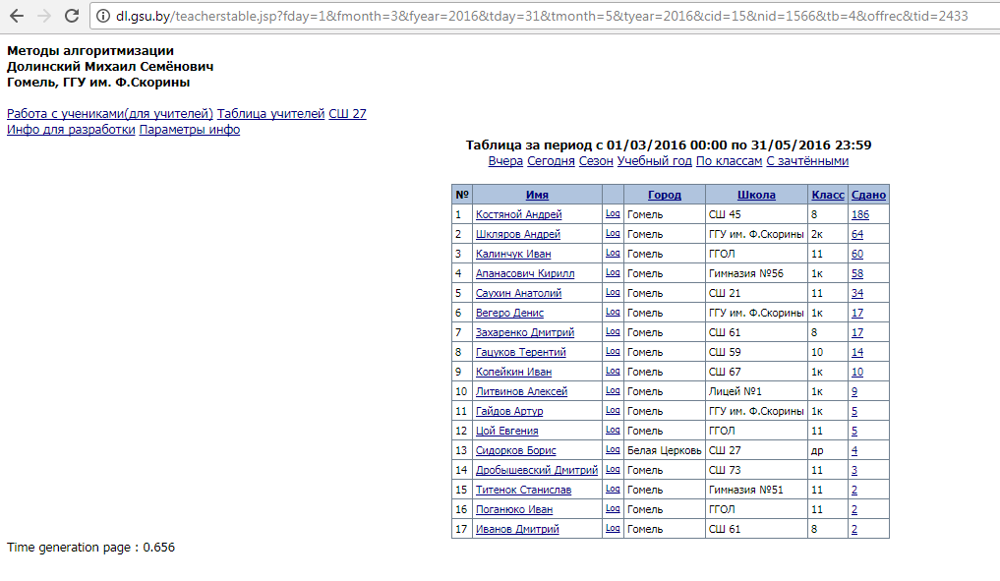 dl.gsu.by/teacherstable.jsp?fday=1&fmonth=3&fyear=2016&tday=31&tmonth=5&tyear=2016&cid=15&nid=1566&tb=4&offrec&tid=2433
Методы алгоритмизации
Долинский Михаил Семёнович
Гомель, ГГУ им. Ф.Скорины
Работа с учениками(для учителей) Таблица учителей СШ 27
Инфо для разработки Параметры инфо
Таблица за период с 01/03/2016 00:00 по 31/05/2016 23:59
Вчера Сегодня Сезон Учебный год По классам С зачтёнными
№ Имя Город Школа Класс Сдано
1 Костяной Андрей Log Гомель СШ 45 8 186
2 Шкляров Андрей Log Гомель ГГУ им. Ф.Скорины 2к 64
3 Калинчук Иван Log Гомель ГГОЛ 11 60
4 Апанасович Кирилл Log Гомель Гимназия №56 1к 58
5 Саухин Анатолий Log Гомель СШ 21 11 34
6 Вегеро Денис Log Гомель ГГУ им. Ф.Скорины 1к 17
7 Захаренко Дмитрий Log Гомель СШ 61 8 17
8 Гацуков Терентий Log Гомель СШ 59 10 14
9 Копейкин Иван Log Гомель СШ 67 1к 10
10 Литвинов Алексей Log Гомель Лицей №1 1к 9
11 Гайдов Артур Log Гомель ГГУ им. Ф.Скорины 1к 5
12 Цой Евгения Log Гомель ГГОЛ 11 5
13 Сидорков Борис Log Белая Церковь СШ 27 др 4
14 Дробышевский Дмитрий Log Гомель СШ 73 11 3
15 Титенок Станислав Log Гомель Гимназия №51 11 2
16 Поганюко Иван Log Гомель ГГОЛ 11 2
17 Иванов Дмитрий Log Гомель СШ 61 8 2
Time generation page : 0.656